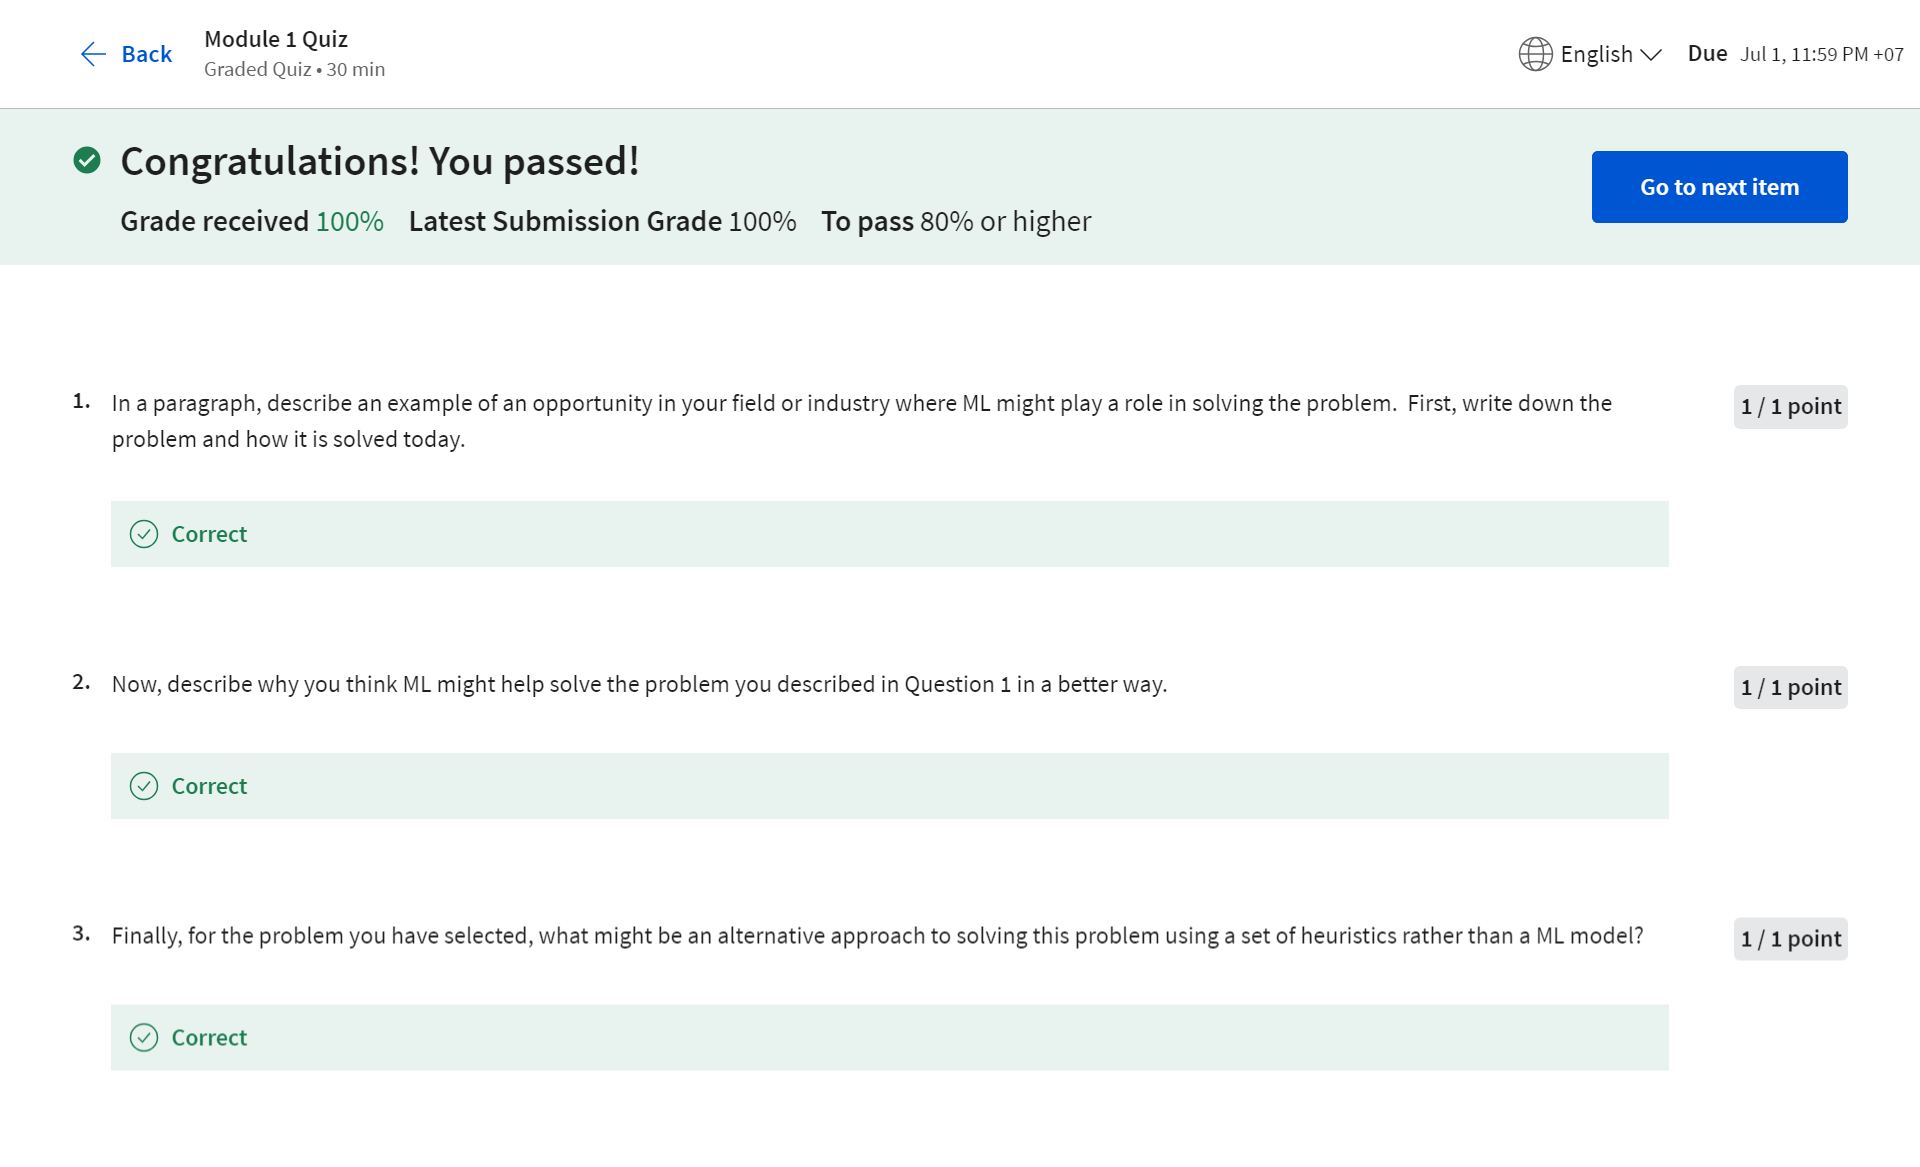 Back
Module 1 Quiz
Graded Quiz • 30 min
English
Due Jul 1, 11:59 PM +07
Congratulations! You passed!
Grade received 100% Latest Submission Grade 100% To pass 80% or higher
Go to next item
1. In a paragraph, describe an example of an opportunity in your field or industry where ML might play a role in solving the problem. First, write down the
problem and how it is solved today.
1 / 1 point
Correct
2. Now, describe why you think ML might help solve the problem you described in Question 1 in a better way.
1 / 1 point
Correct
3. Finally, for the problem you have selected, what might be an alternative approach to solving this problem using a set of heuristics rather than a ML model?
1 / 1 point
Correct